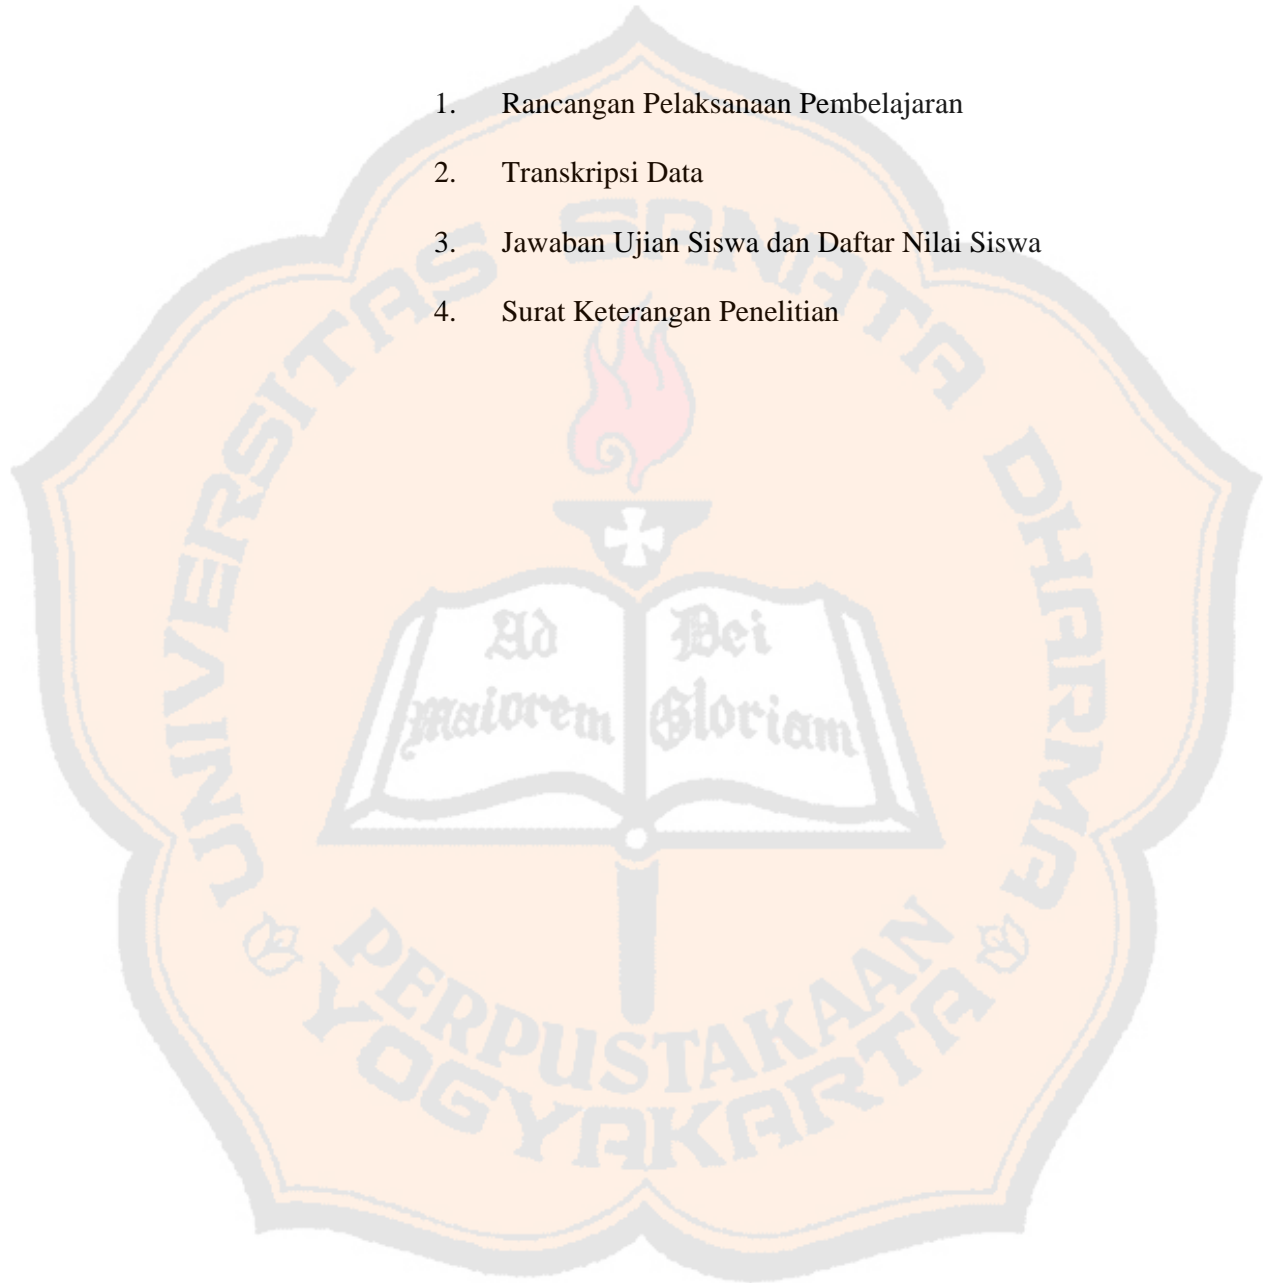 1. Rancangan Pelaksanaan Pembelajaran
2. Transkripsi Data
3. Jawaban Ujian Siswa dan Daftar Nilai Siswa
4. Surat Keterangan Penelitian
UNIVERSITAS SANATA DHARMA
Ad Dei
maiorem Gloriam
PERPUSTAKAAN
YOGYAKARTA